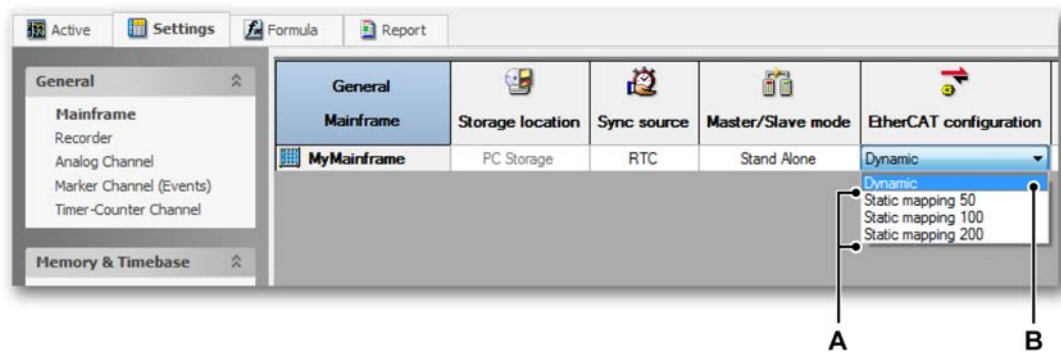 Active
Settings
Formula
Report
General
Mainframe
Recorder
Analog Channel
Marker Channel (Events)
Timer-Counter Channel
Memory & Timebase
General
Mainframe
Storage location
Sync source
Master/Slave mode
EtherCAT configuration
MyMainframe
PC Storage
RTC
Stand Alone
Dynamic
Dynamic
Static mapping 50
Static mapping 100
Static mapping 200
A
B